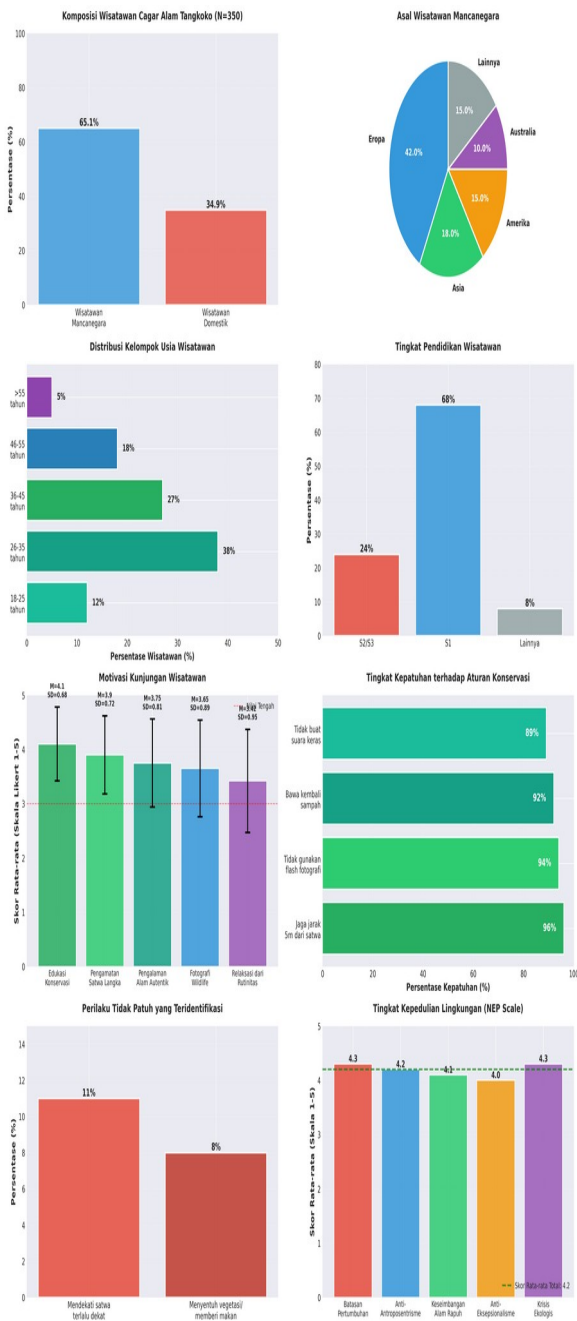 Komposisi Wisatawan Cagar Alam Tangkoko (N=350)
Persentase (%)
100
80
60
40
20
0
65.1%
34.9%
Wisatawan
Mancanegara
Wisatawan
Domestik
Asal Wisatawan Mancanegara
Lainnya
15.0%
Australia
10.0%
Eropa
42.0%
15.0%
Amerika
18.0%
Asia
Distribusi Kelompok Usia Wisatawan
>55
tahun
5%
46-55
tahun
18%
36-45
tahun
27%
26-35
tahun
38%
18-25
tahun
12%
0 10 20 30 40 50
Persentase Wisatawan (%)
Tingkat Pendidikan Wisatawan
Persentase (%)
80
70
60
50
40
30
20
10
0
24%
68%
8%
S2/S3 S1 Lainnya
Motivasi Kunjungan Wisatawan
Skor Rata-rata (Skala Likert 1-5)
5
4
3
2
1
0
M=4.1
SD=0.68
M=3.9
SD=0.72
M=3.75
SD=0.81
M=3.65
SD=0.89
M=3.42
SD=0.95
Nilai Tengah
Edukasi
Konservasi
Pengamatan
Satwa Langka
Pengalaman
Alam Autentik
Fotografi
Wildlife
Relaksasi dari
Rutinitas
Tingkat Kepatuhan terhadap Aturan Konservasi
Tidak buat
suara keras
89%
Bawa kembali
sampah
92%
Tidak gunakan
flash fotografi
94%
Jaga jarak
5m dari satwa
96%
0 20 40 60 80 100
Persentase Kepatuhan (%)
Perilaku Tidak Patuh yang Teridentifikasi
Persentase (%)
14
12
10
8
6
4
2
0
11%
8%
Mendekati satwa
terlalu dekat
Menyentuh vegetasi/
memberi makan
Tingkat Kepedulian Lingkungan (NEP Scale)
Skor Rata-rata (Skala 1-5)
5
4
3
2
1
0
4.3
4.2
4.1
4.0
4.3
Skor Rata-rata Total: 4.2
Batasan
Pertumbuhan
Anti-
Antroposentrisme
Keseimbangan
Alam Rapuh
Anti-
Eksepsionalisme
Krisis
Ekologis